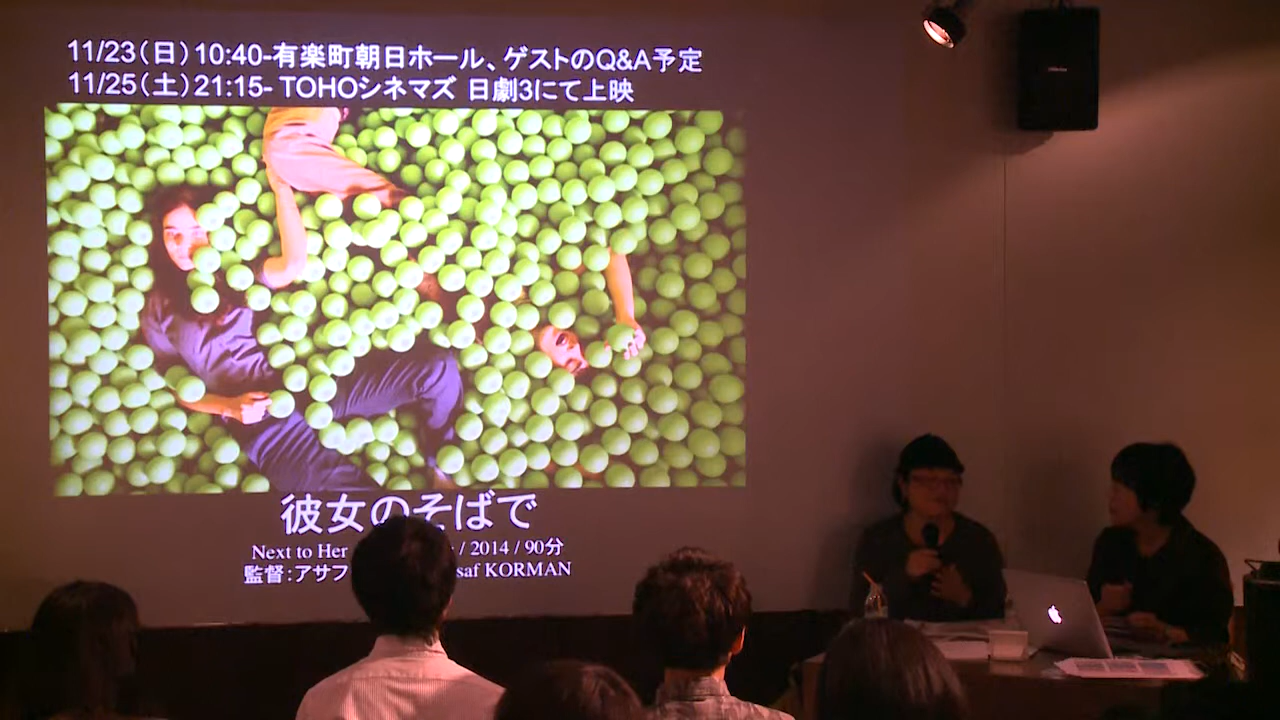 11/23(日)10:40-有楽町朝日ホール、ゲストのQ&A予定
11/25(土)21:15- TOHOシネマズ 日劇3にて上映
彼女のそばで
Next to Her / 2014 / 90分
監督:アサフ saf KORMAN